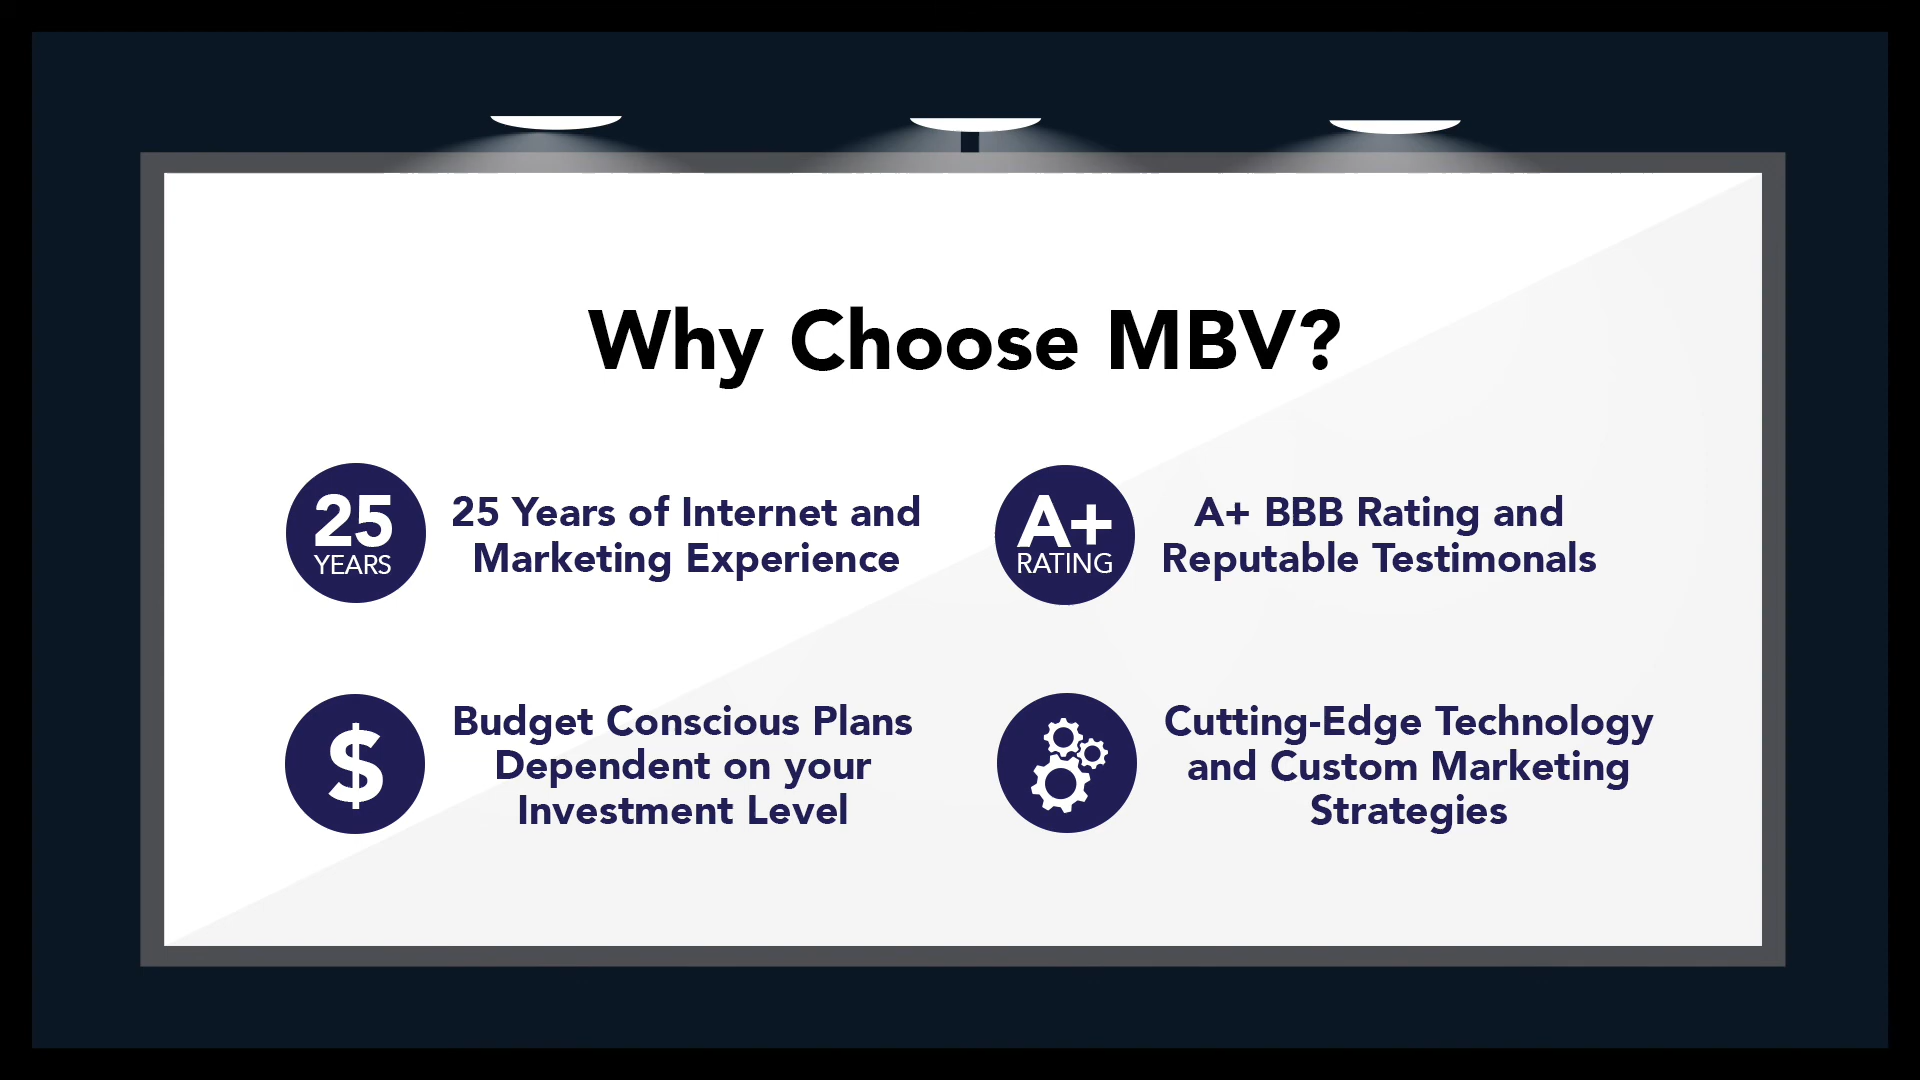 Why Choose MBV?
25
YEARS
25 Years of Internet and
Marketing Experience
A+
RATING
A+ BBB Rating and
Reputable Testimonals
$
Budget Conscious Plans
Dependent on your
Investment Level
Cutting-Edge Technology
and Custom Marketing
Strategies